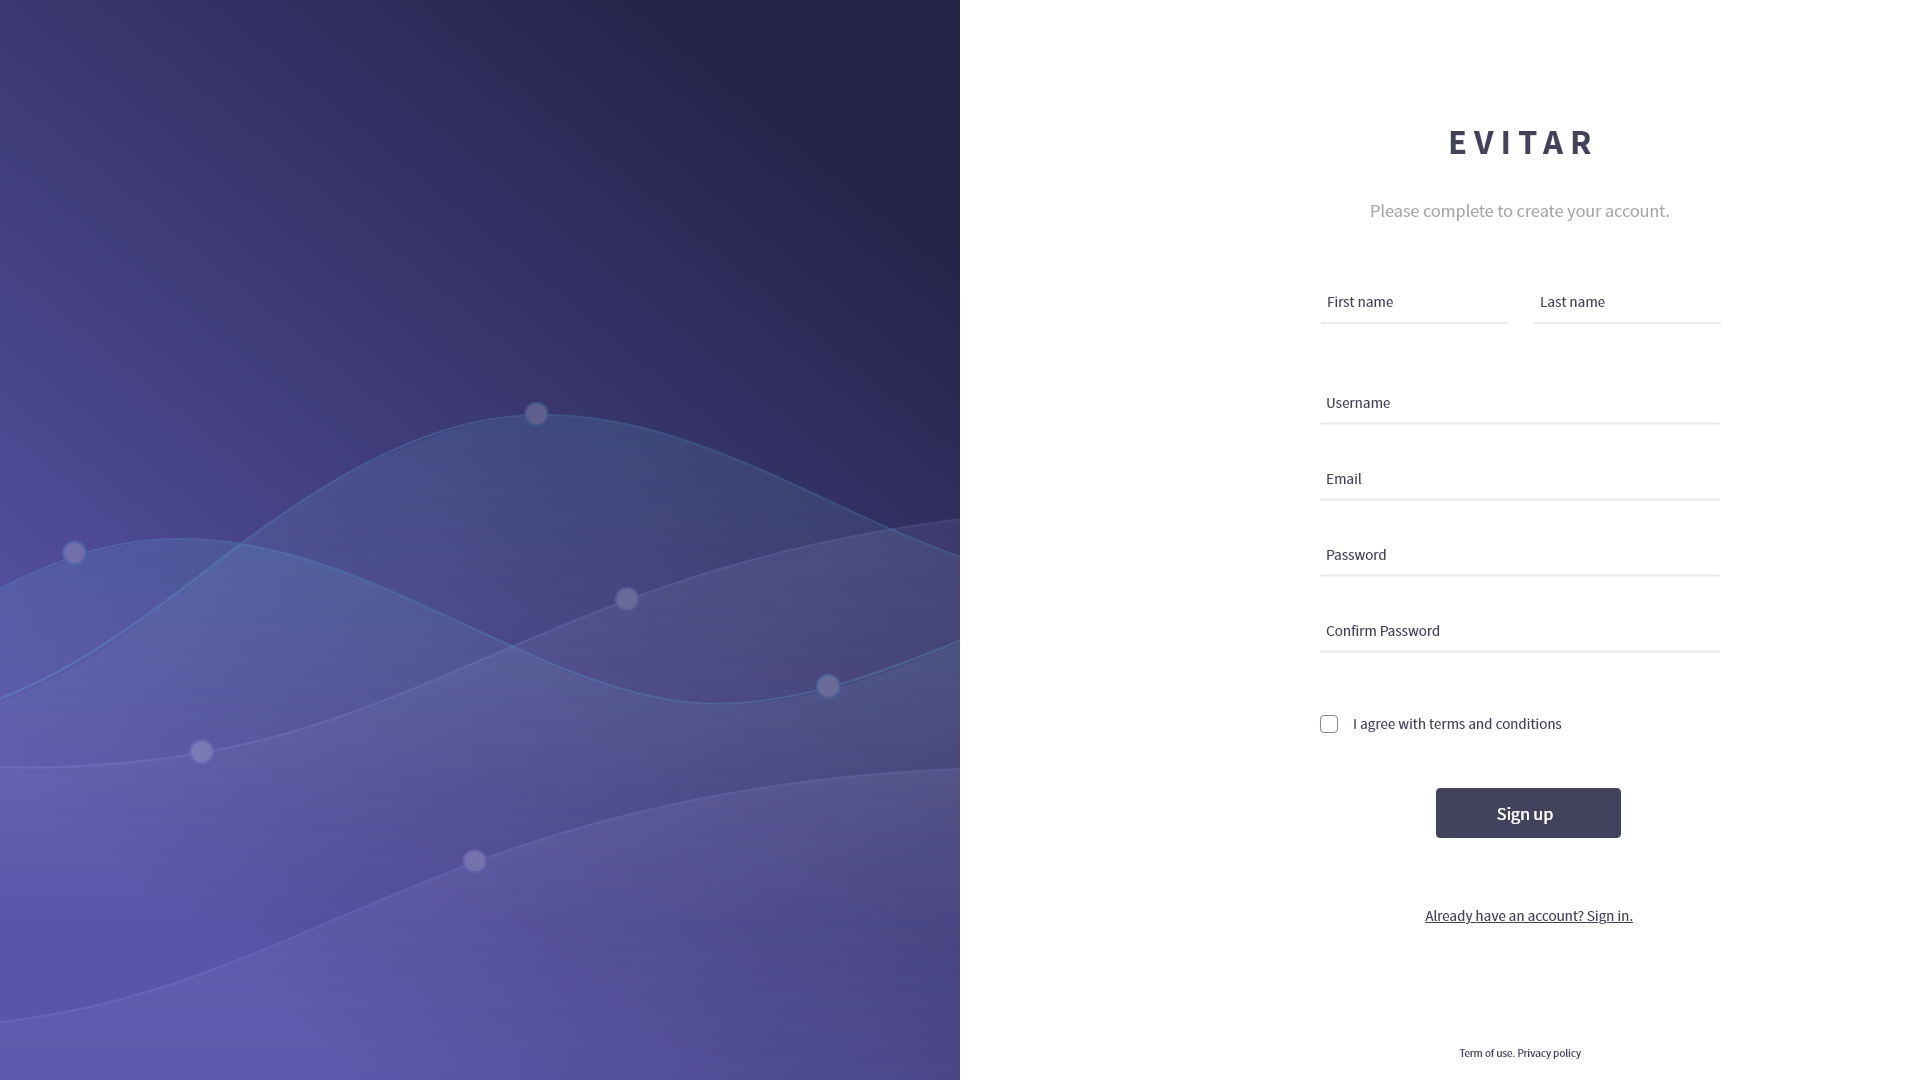 EVITAR
Please complete to create your account.
First name Last name
Username
Email
Password
Confirm Password
I agree with terms and conditions
Sign up
Already have an account? Sign in.
Term of use. Privacy policy